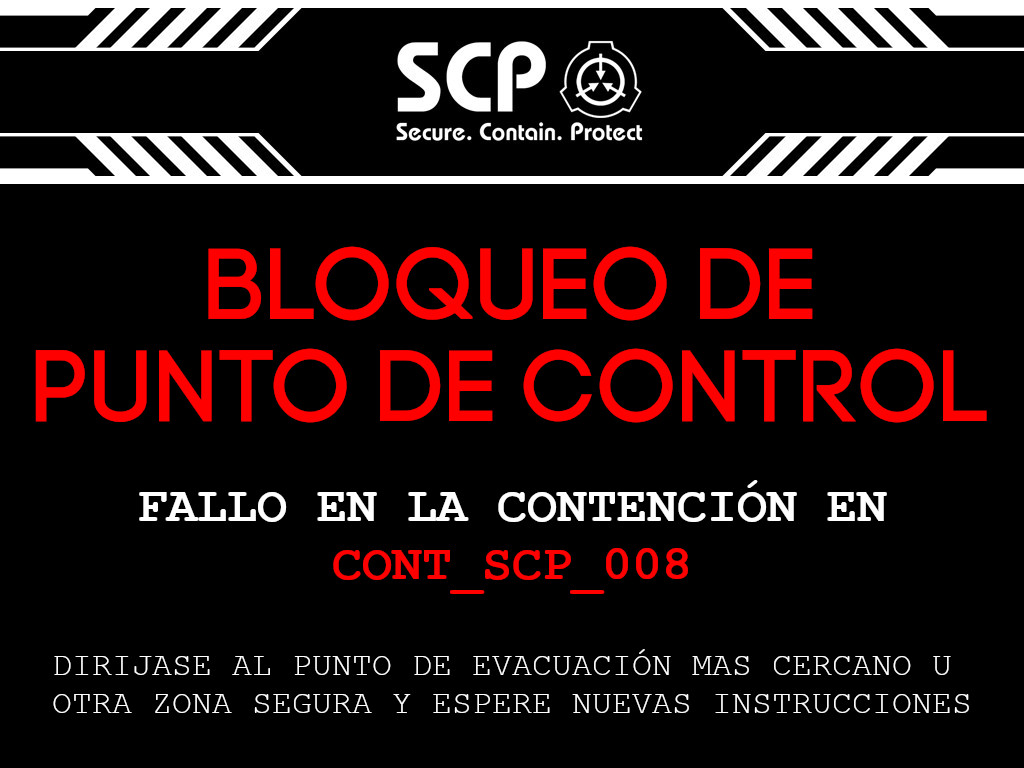 SCP
Secure. Contain. Protect
BLOQUEO DE
PUNTO DE CONTROL
FALLO EN LA CONTENCIÓN EN
CONT_SCP_008
DIRIJASE AL PUNTO DE EVACUACIÓN MAS CERCANO U
OTRA ZONA SEGURA Y ESPERE NUEVAS INSTRUCCIONES